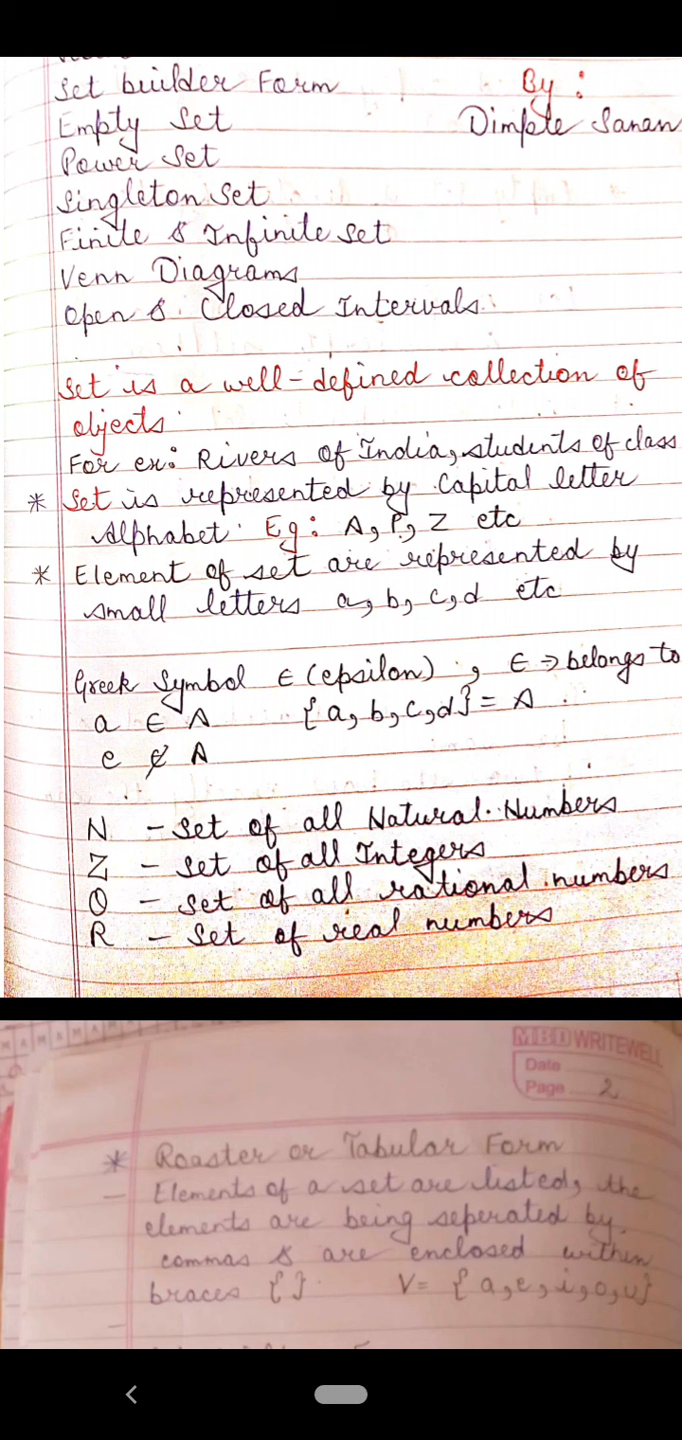 Set builder Form
By :
Empty Set
Dimple Sanan
Power Set
Singleton Set
Finite & Infinite set
Venn Diagrams
Open & Closed Intervals.
Set is a well-defined collection of
objects
For ex: Rivers of India, students of class
* Set is represented by Capital letter
Alphabet. Eg: A, P, Z etc
* Element of set are represented by
small letters a, b, c, d etc
Greek Symbol ∈ (epsilon) , ∈ → belongs to
a ∈ A {a, b, c, d} = A
e ∉ A
N - Set of all Natural Numbers
Z - Set of all Integers
Q - Set of all rational numbers
R - Set of real numbers
MBD WRITEWELL
Date
Page 2
* Roaster or Tabular Form
- Elements of a set are listed, the
elements are being seperated by
commas & are enclosed within
braces { } V = {a, e, i, o, u}